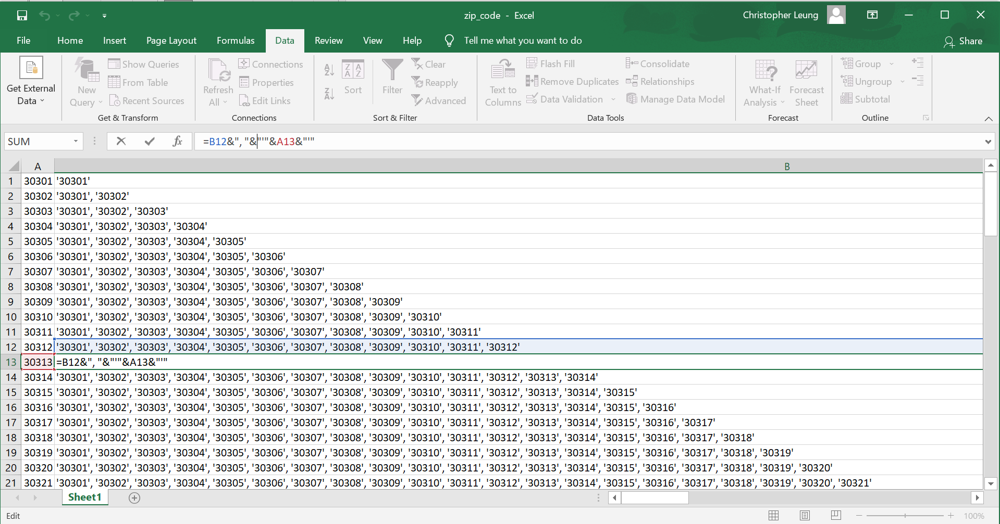 zip_code - Excel
Christopher Leung
File Home Insert Page Layout Formulas Data Review View Help Tell me what you want to do Share
Get External Data
New Query
Show Queries
From Table
Recent Sources
Get & Transform
Refresh All
Connections
Properties
Edit Links
Connections
Sort
Filter
Clear
Reapply
Advanced
Sort & Filter
Text to Columns
Flash Fill
Remove Duplicates
Data Validation
Consolidate
Relationships
Manage Data Model
Data Tools
What-If Analysis
Forecast Sheet
Forecast
Group
Ungroup
Subtotal
Outline
SUM fx =B12&", "&"'"&A13&"'"
A B
1 30301 '30301'
2 30302 '30301', '30302'
3 30303 '30301', '30302', '30303'
4 30304 '30301', '30302', '30303', '30304'
5 30305 '30301', '30302', '30303', '30304', '30305'
6 30306 '30301', '30302', '30303', '30304', '30305', '30306'
7 30307 '30301', '30302', '30303', '30304', '30305', '30306', '30307'
8 30308 '30301', '30302', '30303', '30304', '30305', '30306', '30307', '30308'
9 30309 '30301', '30302', '30303', '30304', '30305', '30306', '30307', '30308', '30309'
10 30310 '30301', '30302', '30303', '30304', '30305', '30306', '30307', '30308', '30309', '30310'
11 30311 '30301', '30302', '30303', '30304', '30305', '30306', '30307', '30308', '30309', '30310', '30311'
12 30312 '30301', '30302', '30303', '30304', '30305', '30306', '30307', '30308', '30309', '30310', '30311', '30312'
13 30313 =B12&", "&"'"&A13&"'"
14 30314 '30301', '30302', '30303', '30304', '30305', '30306', '30307', '30308', '30309', '30310', '30311', '30312', '30313', '30314'
15 30315 '30301', '30302', '30303', '30304', '30305', '30306', '30307', '30308', '30309', '30310', '30311', '30312', '30313', '30314', '30315'
16 30316 '30301', '30302', '30303', '30304', '30305', '30306', '30307', '30308', '30309', '30310', '30311', '30312', '30313', '30314', '30315', '30316'
17 30317 '30301', '30302', '30303', '30304', '30305', '30306', '30307', '30308', '30309', '30310', '30311', '30312', '30313', '30314', '30315', '30316', '30317'
18 30318 '30301', '30302', '30303', '30304', '30305', '30306', '30307', '30308', '30309', '30310', '30311', '30312', '30313', '30314', '30315', '30316', '30317', '30318'
19 30319 '30301', '30302', '30303', '30304', '30305', '30306', '30307', '30308', '30309', '30310', '30311', '30312', '30313', '30314', '30315', '30316', '30317', '30318', '30319'
20 30320 '30301', '30302', '30303', '30304', '30305', '30306', '30307', '30308', '30309', '30310', '30311', '30312', '30313', '30314', '30315', '30316', '30317', '30318', '30319', '30320'
21 30321 '30301', '30302', '30303', '30304', '30305', '30306', '30307', '30308', '30309', '30310', '30311', '30312', '30313', '30314', '30315', '30316', '30317', '30318', '30319', '30320', '30321'
Sheet1
Edit
100%